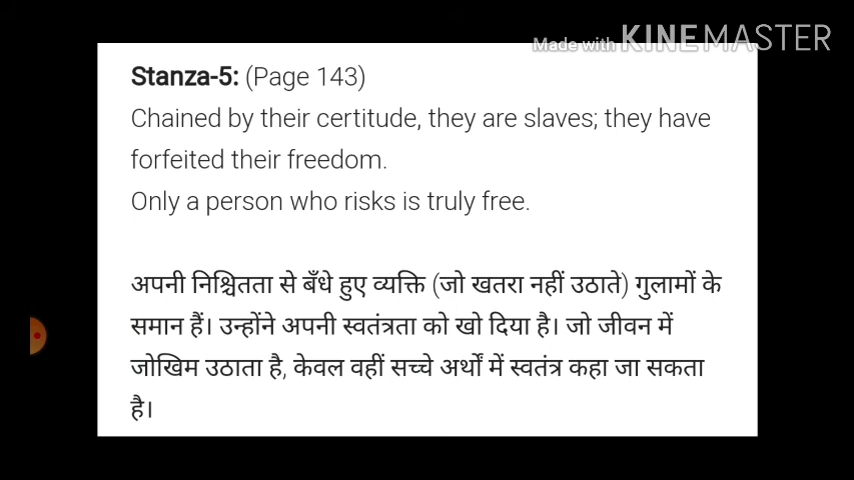 Made with KINEMASTER
Stanza-5: (Page 143)
Chained by their certitude, they are slaves; they have
forfeited their freedom.
Only a person who risks is truly free.
अपनी निश्चितता से बँधे हुए व्यक्ति (जो खतरा नहीं उठाते) गुलामों के
समान हैं। उन्होंने अपनी स्वतंत्रता को खो दिया है। जो जीवन में
जोखिम उठाता है, केवल वहीं सच्चे अर्थों में स्वतंत्र कहा जा सकता
है।